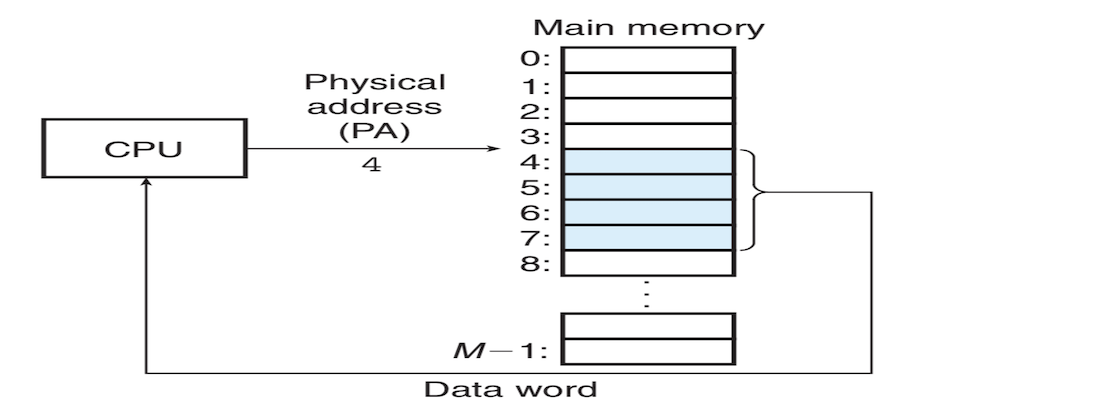 Main memory
0:
1:
2:
3:
4:
5:
6:
7:
8:
M−1:
Physical
address
(PA)
4
CPU
Data word